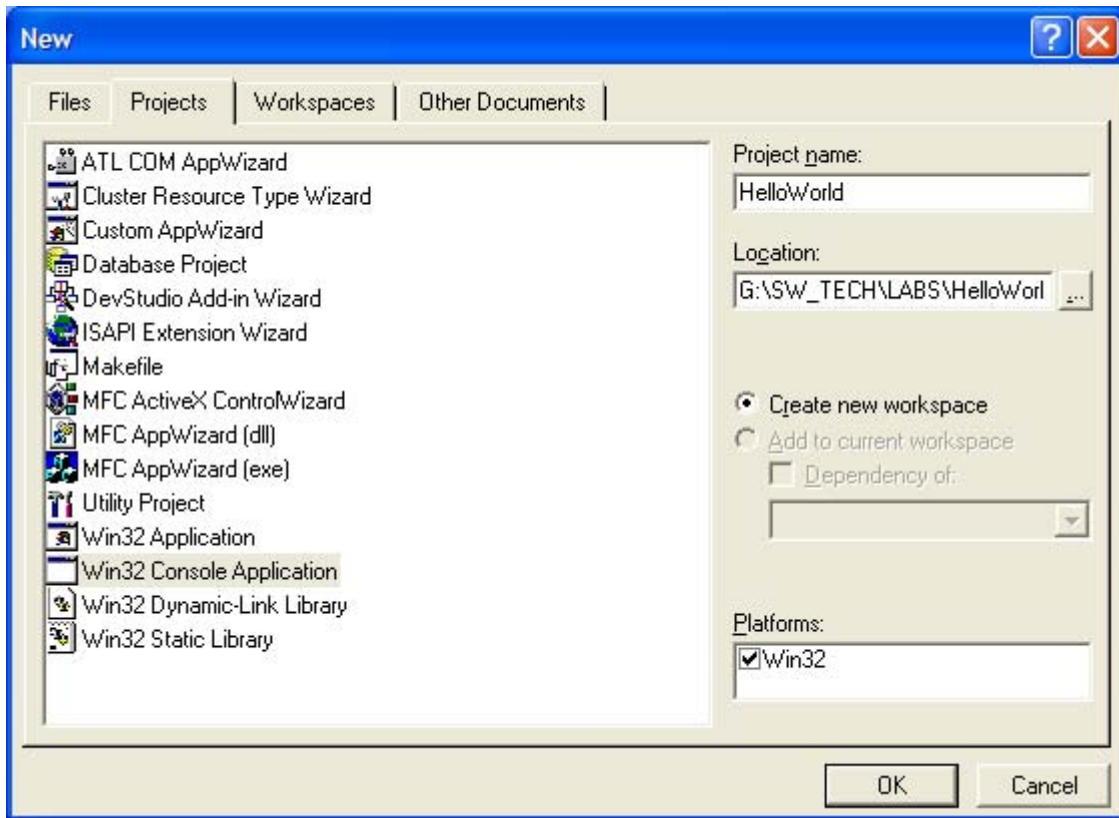 New
Files
Projects
Workspaces
Other Documents
ATL COM AppWizard
Cluster Resource Type Wizard
Custom AppWizard
Database Project
DevStudio Add-in Wizard
ISAPI Extension Wizard
Makefile
MFC ActiveX ControlWizard
MFC AppWizard (dll)
MFC AppWizard (exe)
Utility Project
Win32 Application
Win32 Console Application
Win32 Dynamic-Link Library
Win32 Static Library
Project name:
HelloWorld
Location:
G:\SW_TECH\LABS\HelloWorl
...
Create new workspace
Add to current workspace
Dependency of:
Platforms:
Win32
OK
Cancel